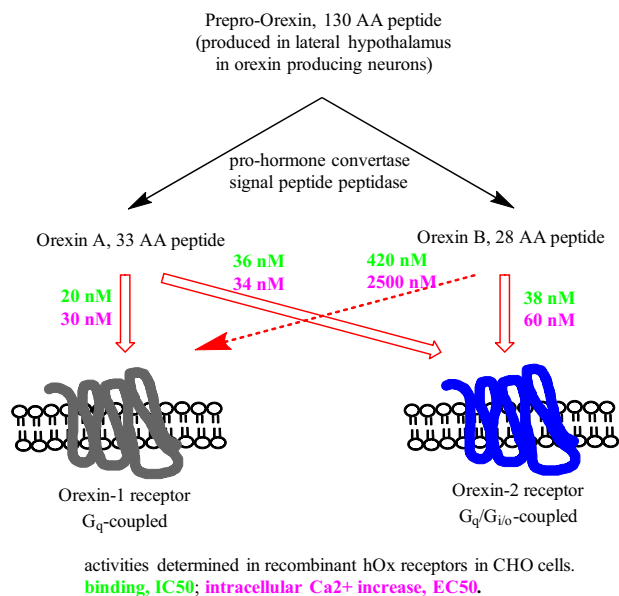 Prepro-Orexin, 130 AA peptide
(produced in lateral hypothalamus
in orexin producing neurons)
pro-hormone convertase
signal peptide peptidase
Orexin A, 33 AA peptide
Orexin B, 28 AA peptide
36 nM
34 nM
420 nM
2500 nM
20 nM
30 nM
38 nM
60 nM
Orexin-1 receptor
Gq-coupled
Orexin-2 receptor
Gq/Gi/o-coupled
activities determined in recombinant hOx receptors in CHO cells.
binding, IC50; intracellular Ca2+ increase, EC50.